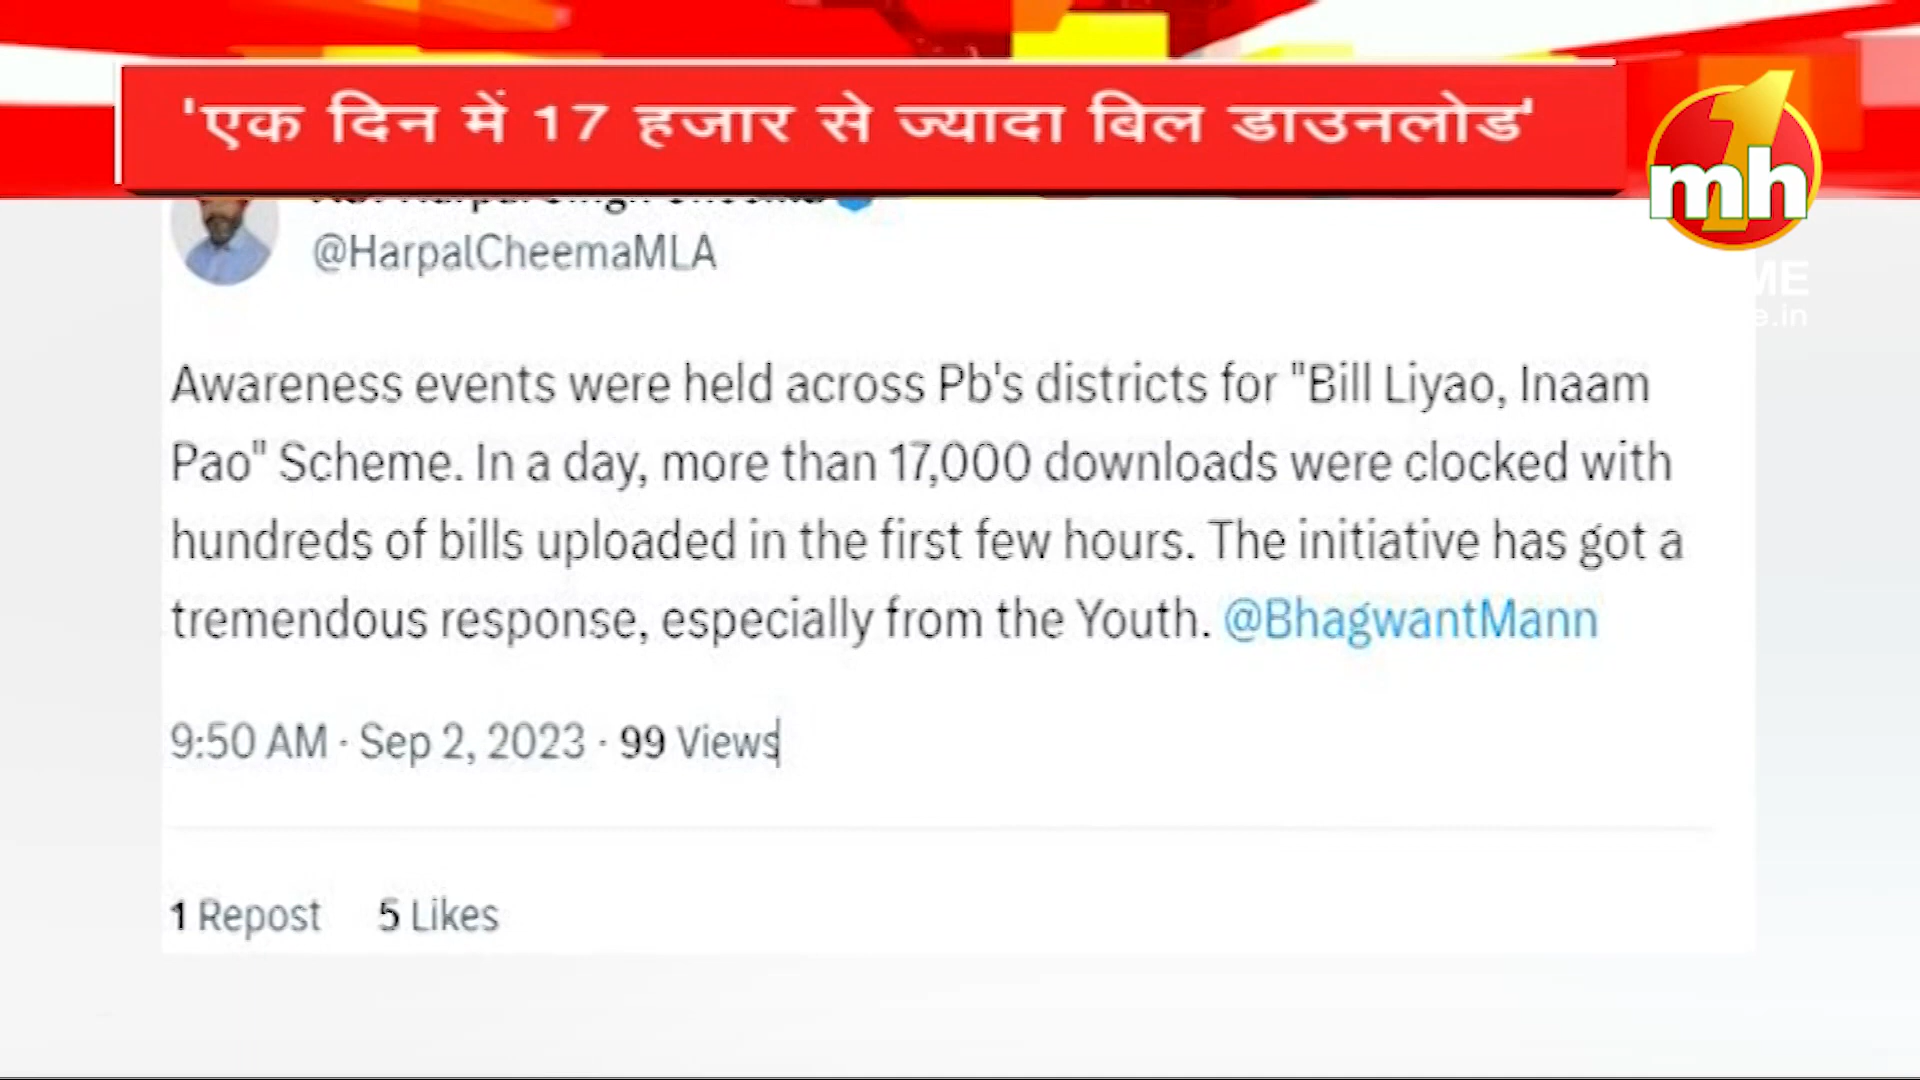 'एक दिन में 17 हजार से ज्यादा बिल डाउनलोड'
1
mh
@HarpalCheemaMLA
Awareness events were held across Pb's districts for "Bill Liyao, Inaam
Pao" Scheme. In a day, more than 17,000 downloads were clocked with
hundreds of bills uploaded in the first few hours. The initiative has got a
tremendous response, especially from the Youth. @BhagwantMann
9:50 AM · Sep 2, 2023 · 99 Views
1 Repost 5 Likes